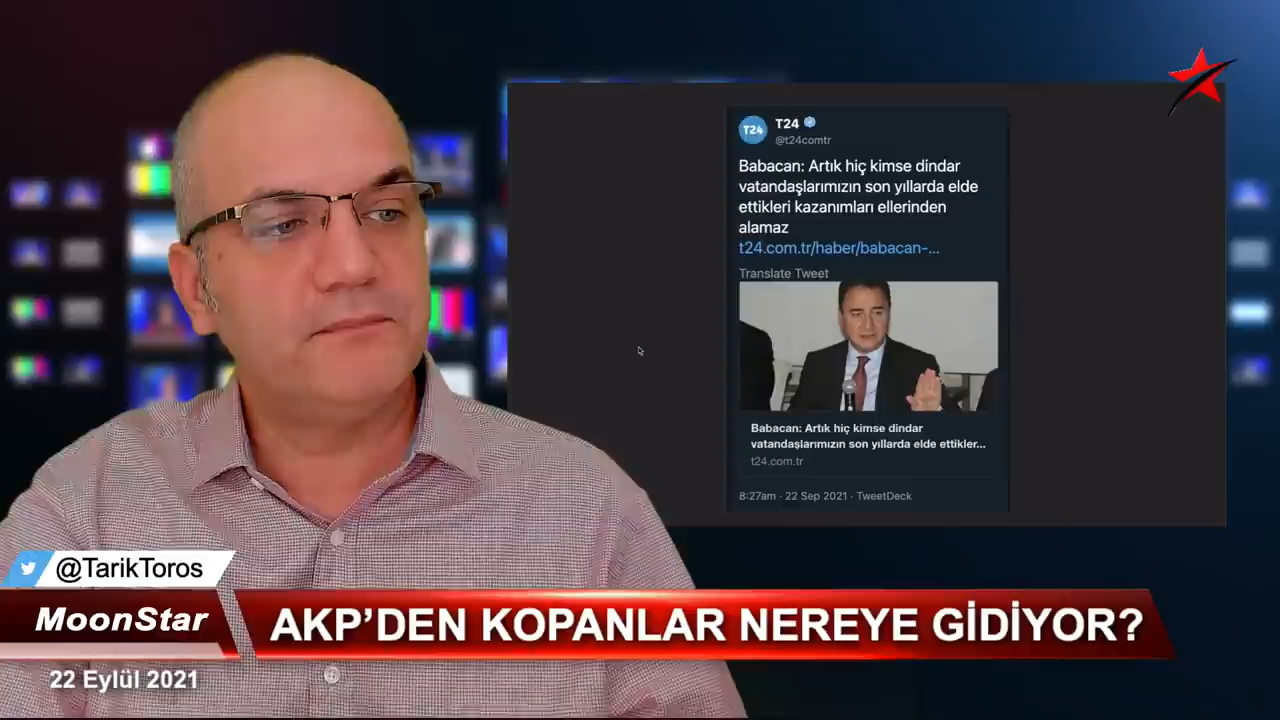 T24
T24
@t24comtr
Babacan: Artık hiç kimse dindar
vatandaşlarımızın son yıllarda elde
ettikleri kazanımları ellerinden
alamaz
t24.com.tr/haber/babacan-...
Translate Tweet
Babacan: Artık hiç kimse dindar
vatandaşlarımızın son yıllarda elde ettikler...
t24.com.tr
8:27am · 22 Sep 2021 · TweetDeck
@TarikToros
MoonStar
AKP'DEN KOPANLAR NEREYE GİDİYOR?
22 Eylül 2021